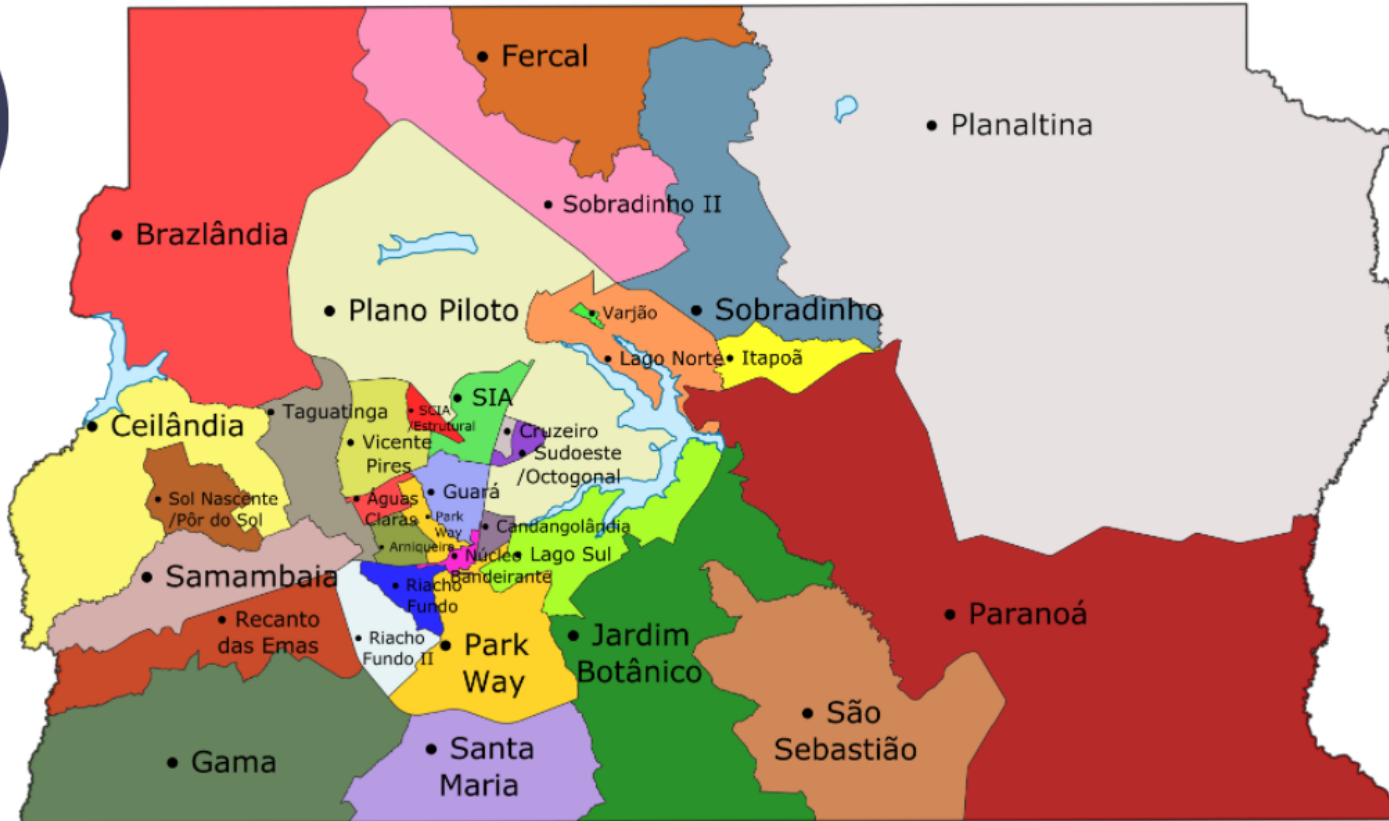 Fercal
Planaltina
Sobradinho II
Brazlândia
Plano Piloto
Varjão
Sobradinho
Lago Norte
Itapoã
SIA
Taguatinga
SCIA
/Estrutural
Ceilândia
Cruzeiro
Vicente
Pires
Sudoeste
/Octogonal
Sol Nascente
/Pôr do Sol
Águas
Claras
Guará
Park
Way
Candangolândia
Arniqueira
Núcleo
Bandeirante
Lago Sul
Samambaia
Riacho
Fundo
Recanto
das Emas
Riacho
Fundo II
Park
Way
Jardim
Botânico
Paranoá
São
Sebastião
Gama
Santa
Maria